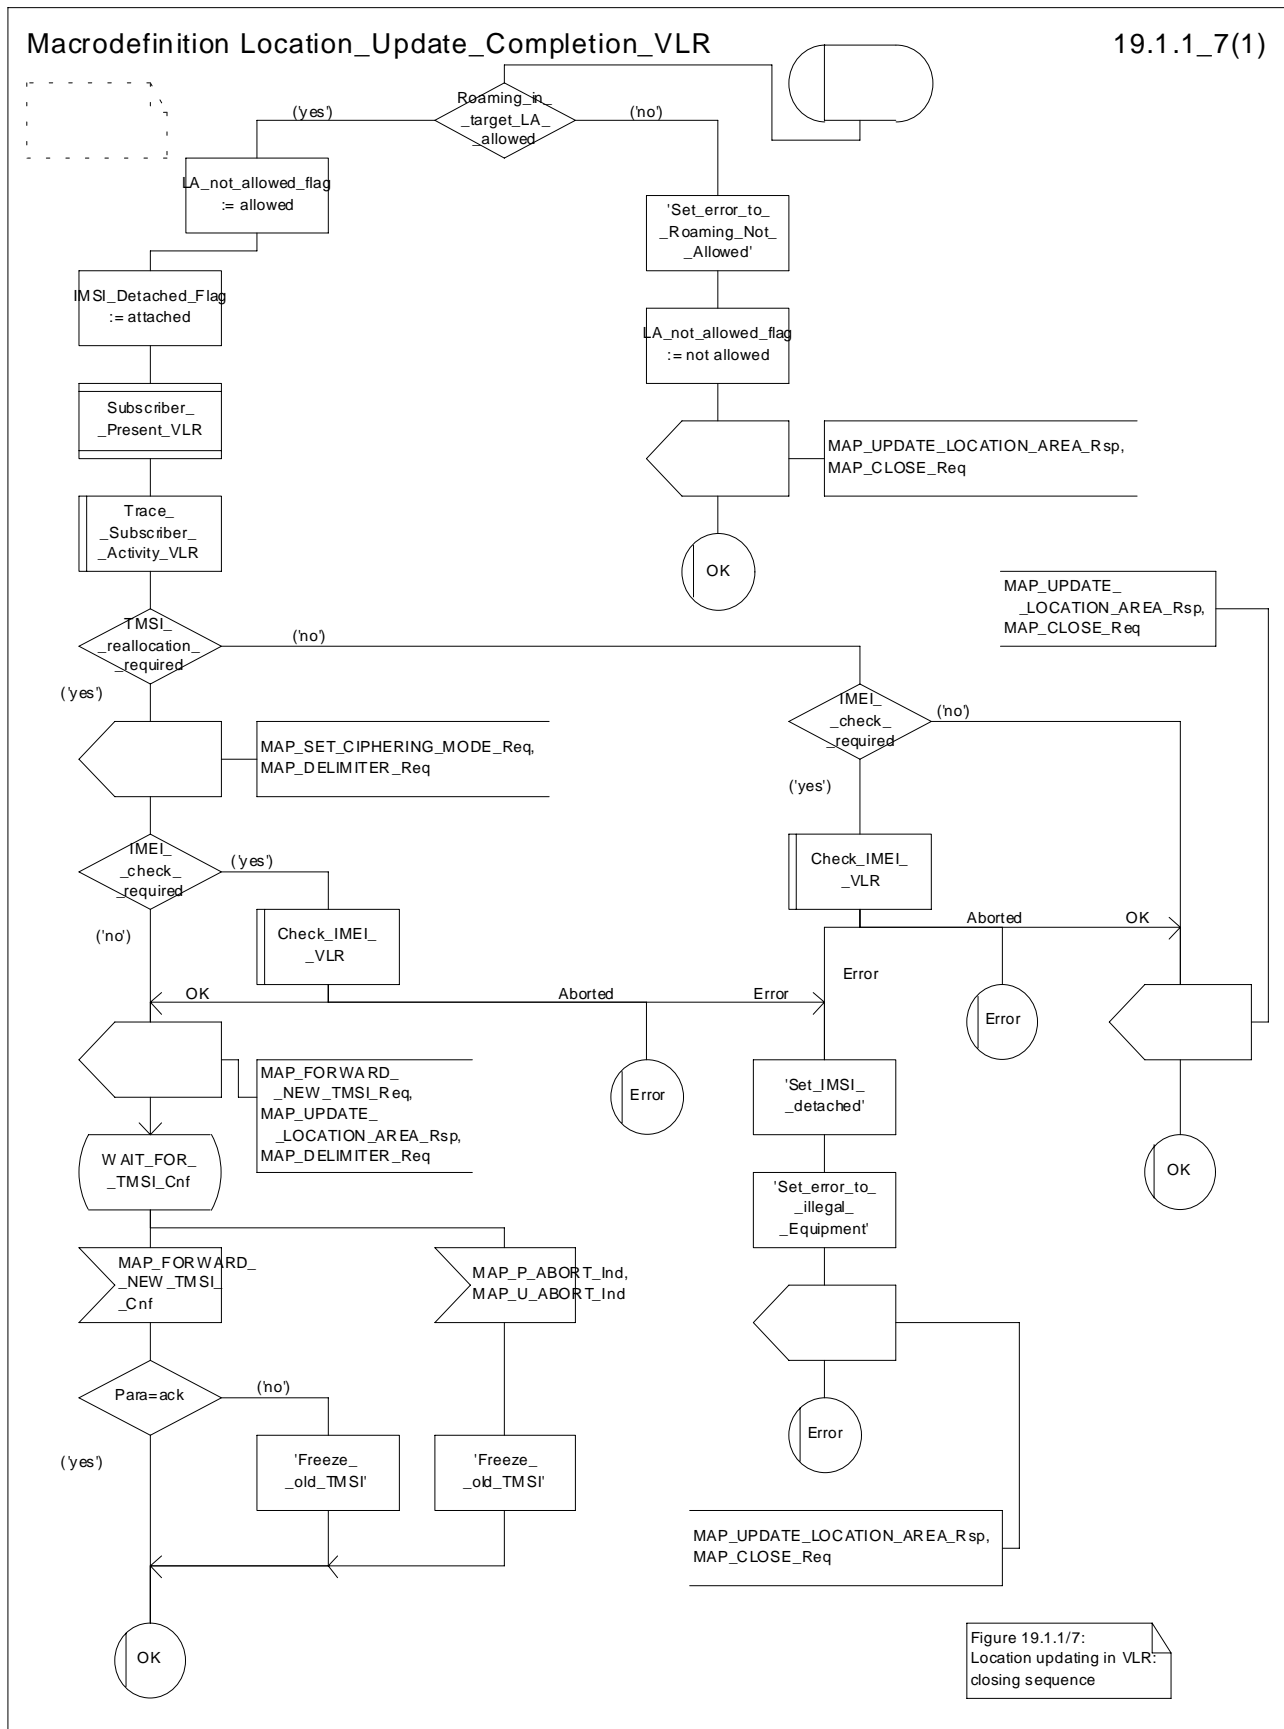 Macrodefinition Location_Update_Completion_VLR
19.1.1_7(1)
Roaming_in_
_target_LA_
_allowed
('yes')
('no')
LA_not_allowed_flag
:= allowed
'Set_error_to_
_Roaming_Not_
_Allowed'
IMSI_Detached_Flag
:= attached
LA_not_allowed_flag
:= not allowed
Subscriber_
_Present_VLR
MAP_UPDATE_LOCATION_AREA_Rsp,
MAP_CLOSE_Req
Trace_
_Subscriber_
_Activity_VLR
OK
MAP_UPDATE_
_LOCATION_AREA_Rsp,
MAP_CLOSE_Req
TMSI_
_reallocation_
_required
('no')
('yes')
IMEI_
_check_
_required
('no')
('yes')
MAP_SET_CIPHERING_MODE_Req,
MAP_DELIMITER_Req
IMEI_
_check_
_required
('yes')
('no')
Check_IMEI_
_VLR
Check_IMEI_
_VLR
Aborted
OK
Error
OK
Aborted
Error
Error
MAP_FORWARD_
_NEW_TMSI_Req,
MAP_UPDATE_
_LOCATION_AREA_Rsp,
MAP_DELIMITER_Req
Error
'Set_IMSI_
_detached'
OK
WAIT_FOR_
_TMSI_Cnf
'Set_error_to_
_illegal_
_Equipment'
MAP_FORWARD_
_NEW_TMSI_
_Cnf
MAP_P_ABORT_Ind,
MAP_U_ABORT_Ind
Para=ack
('no')
('yes')
'Freeze_
_old_TMSI'
'Freeze_
_old_TMSI'
Error
MAP_UPDATE_LOCATION_AREA_Rsp,
MAP_CLOSE_Req
OK
Figure 19.1.1/7:
Location updating in VLR:
closing sequence